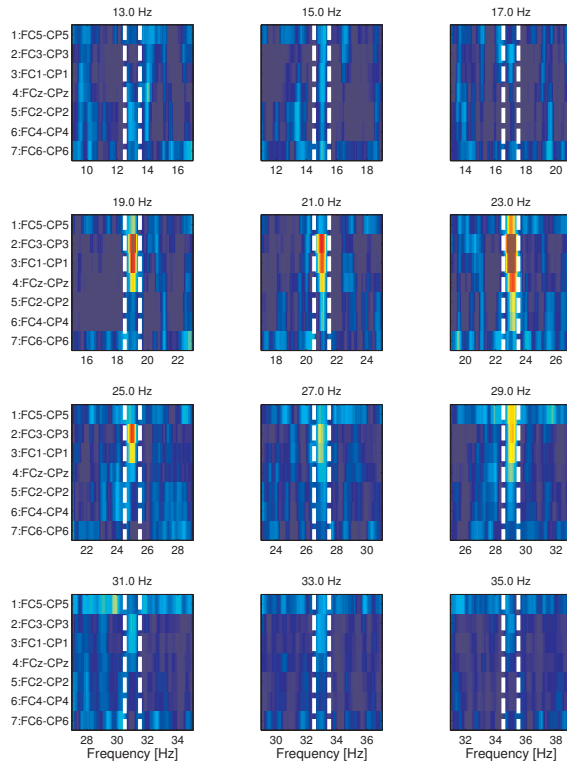 13.0 Hz 15.0 Hz 17.0 Hz
1:FC5-CP5
2:FC3-CP3
3:FC1-CP1
4:FCz-CPz
5:FC2-CP2
6:FC4-CP4
7:FC6-CP6
10 12 14 16 12 14 16 18 14 16 18 20
19.0 Hz 21.0 Hz 23.0 Hz
1:FC5-CP5
2:FC3-CP3
3:FC1-CP1
4:FCz-CPz
5:FC2-CP2
6:FC4-CP4
7:FC6-CP6
16 18 20 22 18 20 22 24 20 22 24 26
25.0 Hz 27.0 Hz 29.0 Hz
1:FC5-CP5
2:FC3-CP3
3:FC1-CP1
4:FCz-CPz
5:FC2-CP2
6:FC4-CP4
7:FC6-CP6
22 24 26 28 24 26 28 30 26 28 30 32
31.0 Hz 33.0 Hz 35.0 Hz
1:FC5-CP5
2:FC3-CP3
3:FC1-CP1
4:FCz-CPz
5:FC2-CP2
6:FC4-CP4
7:FC6-CP6
28 30 32 34 30 32 34 36 32 34 36 38
Frequency [Hz] Frequency [Hz] Frequency [Hz]